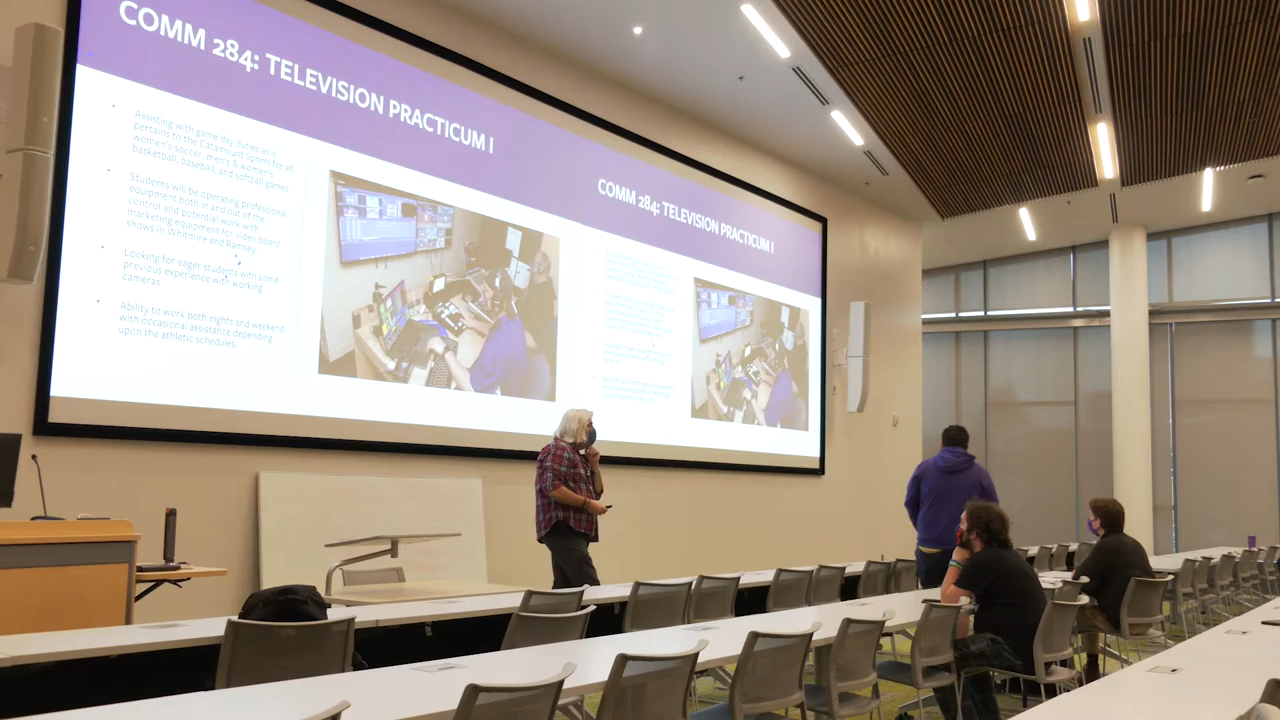 COMM 284: TELEVISION PRACTICUM I
Assisting with game day duties as it
pertains to the Catamount Sports for all
women's soccer, men's & women's
basketball, baseball, and softball games
Students will be operating professional
equipment both in and out of the
control and potential work with
marketing equipment for video board
shows in Whitmire and Ramsey.
Looking for eager students with some
previous experience with working
cameras
Ability to work both nights and weekend
with occasional assistance depending
upon the athletic schedules.
COMM 284: TELEVISION PRACTICUM I